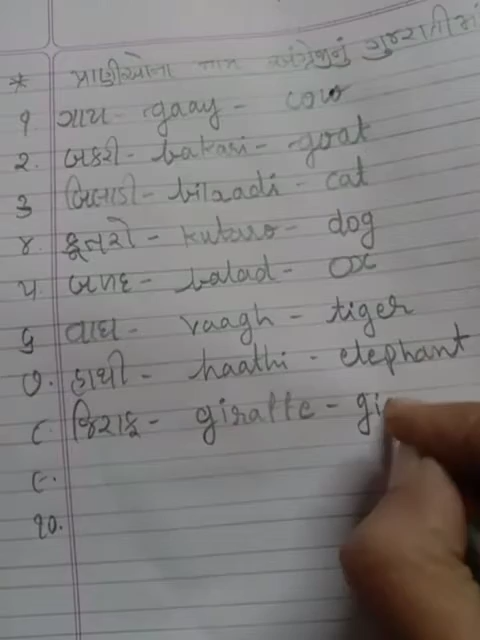 * પ્રાણીઓના નામ અંગ્રેજીનું ગુજરાતીમાં
૧ ગાય - gaay - cow
૨. બકરી - bakari - goat
૩ બિલાડી - bilaadi - cat
૪ કૂતરો - kutaro - dog
૫. બળદ - balad - ox
૬ વાઘ - vaagh - tiger
૭. હાથી - haathi - elephant
૮ જિરાફ - giraffe - gi
૯.
૧૦.